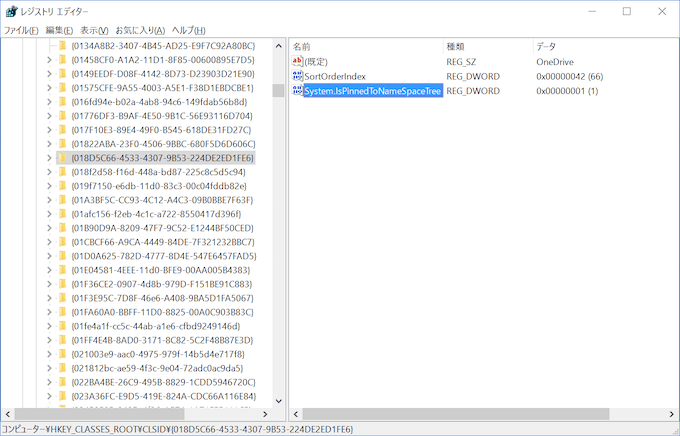 レジストリ エディター
ファイル(F) 編集(E) 表示(V) お気に入り(A) ヘルプ(H)
{0134A8B2-3407-4B45-AD25-E9F7C92A80BC}
{01458CF0-A1A2-11D1-8F85-00600895E7D5}
{0149EEDF-D08F-4142-8D73-D23903D21E90}
{01575CFE-9A55-4003-A5E1-F38D1EBDCBE1}
{016fd94e-b02a-4ab8-94c6-149fdab56b8d}
{01776DF3-B9AF-4E50-9B1C-56E93116D704}
{017F10E3-89E4-49F0-B545-618DE31FD27C}
{01822ABA-23F0-4506-9BBC-680F5D6D606C}
{018D5C66-4533-4307-9B53-224DE2ED1FE6}
{018f2d58-f16d-448a-bd87-225c8c5d5c94}
{019f7150-e6db-11d0-83c3-00c04fddb82e}
{01A3BF5C-CC93-4C12-A4C3-09B0BBE7F63F}
{01afc156-f2eb-4c1c-a722-8550417d396f}
{01B90D9A-8209-47F7-9C52-E1244BF50CED}
{01CBCF66-A9CA-4449-84DE-7F321232BBC7}
{01D0A625-782D-4777-8D4E-547E6457FAD5}
{01E04581-4EEE-11d0-BFE9-00AA005B4383}
{01F36CE2-0907-4d8b-979D-F151BE91C883}
{01F3E95C-7D8F-46e6-A408-9BA5D1FA5067}
{01FA60A0-BBFF-11D0-8825-00A0C903B83C}
{01fe4a1f-cc5c-44ab-a1e6-cfbd9249146d}
{01FF4E4B-8AD0-3171-8C82-5C2F48B87E3D}
{021003e9-aac0-4975-979f-14b5d4e717f8}
{021812bc-ae59-4f3c-9e04-72adc0ac9da5}
{022BA4BE-26C9-495B-8829-1CDD5946720C}
{023A36FC-E9D5-419E-824A-CDC66A116E84}
名前 種類 データ
(既定) REG_SZ OneDrive
SortOrderIndex REG_DWORD 0x00000042 (66)
System.IsPinnedToNameSpaceTree REG_DWORD 0x00000001 (1)
コンピューター¥HKEY_CLASSES_ROOT¥CLSID¥{018D5C66-4533-4307-9B53-224DE2ED1FE6}